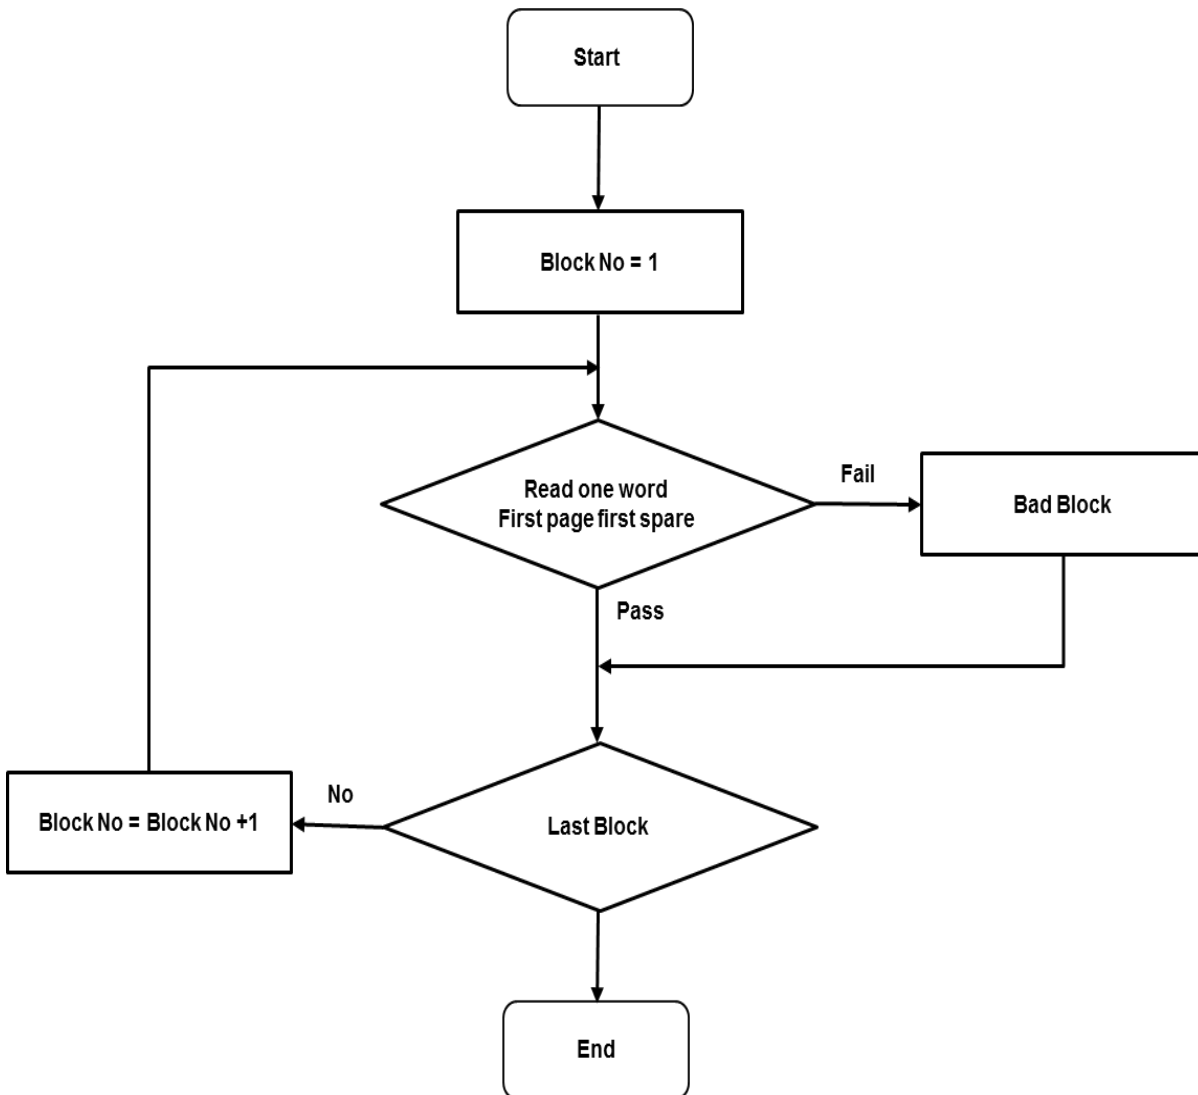 Start
Block No = 1
Read one word
First page first spare
Fail
Bad Block
Pass
No
Block No = Block No +1
Last Block
End